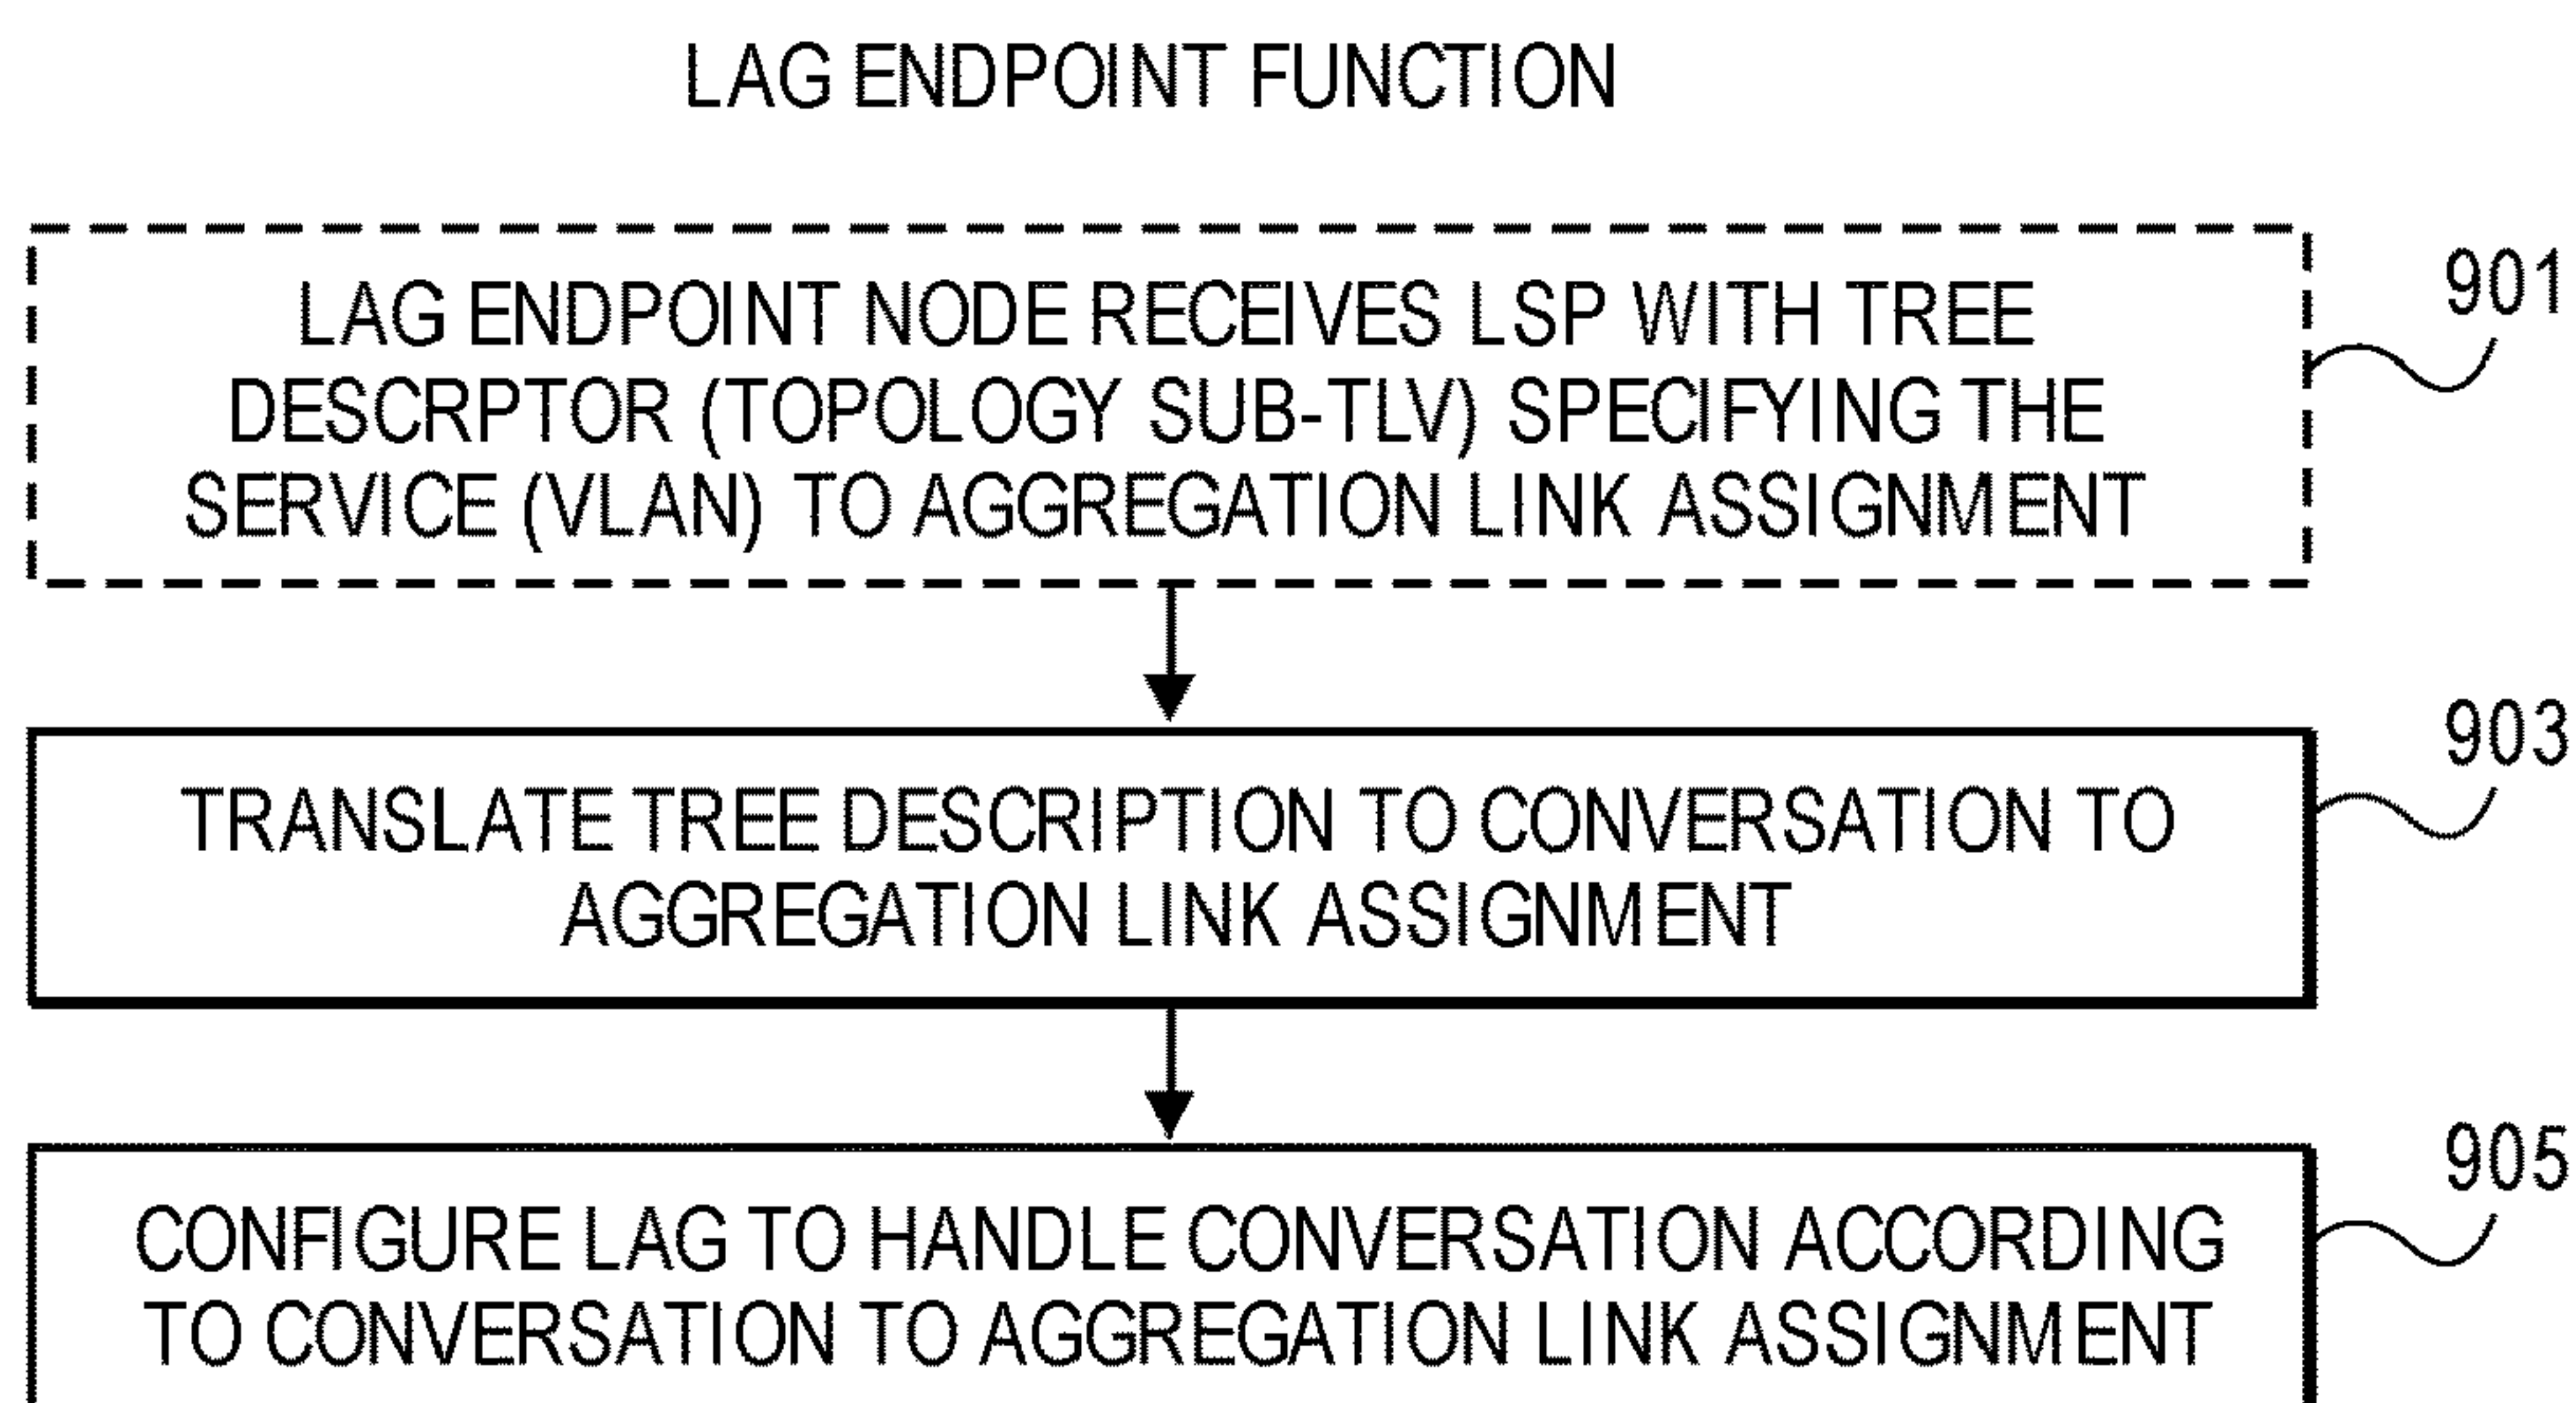 LAG ENDPOINT FUNCTION
LAG ENDPOINT NODE RECEIVES LSP WITH TREE
DESCRPTOR (TOPOLOGY SUB-TLV) SPECIFYING THE
SERVICE (VLAN) TO AGGREGATION LINK ASSIGNMENT
901
TRANSLATE TREE DESCRIPTION TO CONVERSATION TO
AGGREGATION LINK ASSIGNMENT
903
CONFIGURE LAG TO HANDLE CONVERSATION ACCORDING
TO CONVERSATION TO AGGREGATION LINK ASSIGNMENT
905